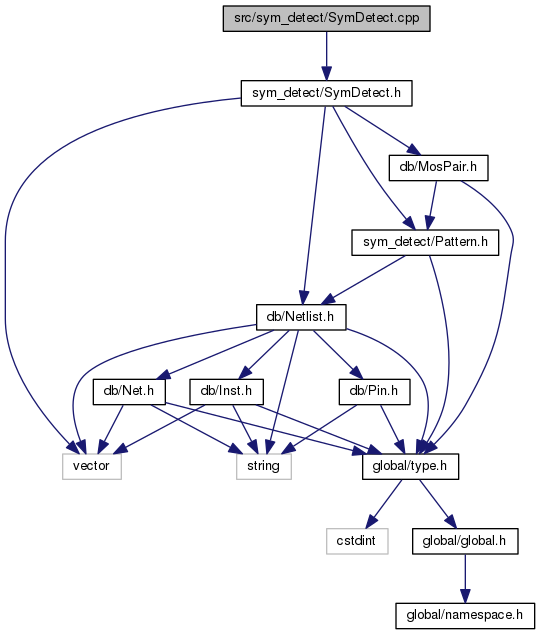 src/sym_detect/SymDetect.cpp
sym_detect/SymDetect.h
db/MosPair.h
sym_detect/Pattern.h
db/Netlist.h
db/Net.h
db/Inst.h
db/Pin.h
vector
string
global/type.h
cstdint
global/global.h
global/namespace.h